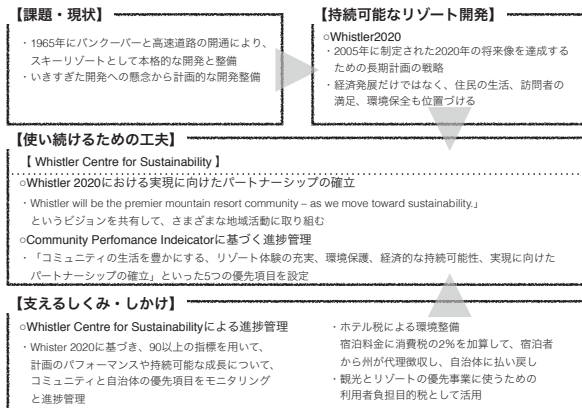 【課題・現状】
・1965年にバンクーバーと高速道路の開通により、
スキーリゾートとして本格的な開発と整備
・いきすぎた開発への懸念から計画的な開発整備
【持続可能なリゾート開発】
○Whistler2020
・2005年に制定された2020年の将来像を達成する
ための長期計画の戦略
・経済発展だけではなく、住民の生活、訪問者の
満足、環境保全も位置づける
【使い続けるための工夫】
【 Whistler Centre for Sustainability 】
○Whistler 2020における実現に向けたパートナーシップの確立
・Whistler will be the premier mountain resort community – as we move toward sustainability.」
というビジョンを共有して、さまざまな地域活動に取り組む
○Community Perfomance Indeicatorに基づく進捗管理
・「コミュニティの生活を豊かにする、リゾート体験の充実、環境保護、経済的な持続可能性、実現に向けた
パートナーシップの確立」といった5つの優先項目を設定
【支えるしくみ・しかけ】
○Whistler Centre for Sustainabilityによる進捗管理
・Whister 2020に基づき、90以上の指標を用いて、
計画のパフォーマンスや持続可能な成長について、
コミュニティと自治体の優先項目をモニタリング
と進捗管理
・ホテル税による環境整備
宿泊料金に消費税の2%を加算して、宿泊者
から州が代理徴収し、自治体に払い戻し
・観光とリゾートの優先事業に使うための
利用者負担目的税として活用